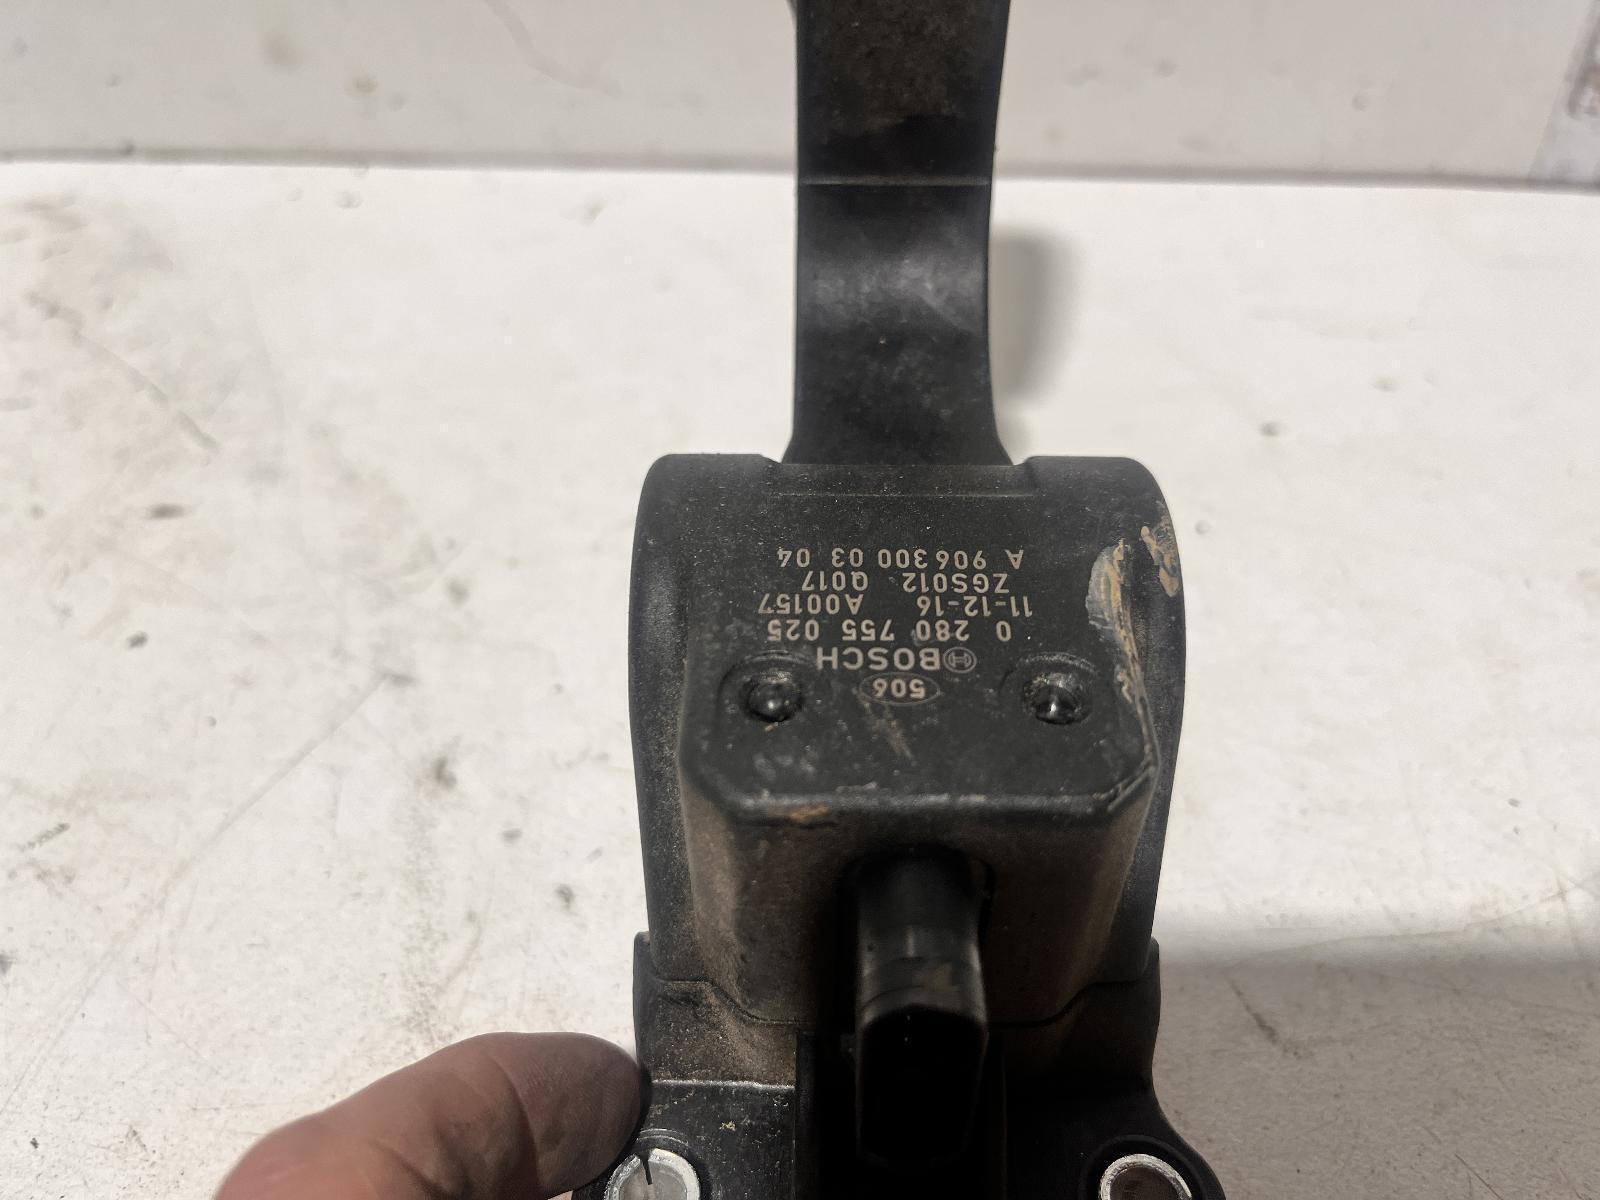 506
BOSCH
0 280 755 025
11-12-16 A00157
ZGS012 Q017
A 906 300 03 04